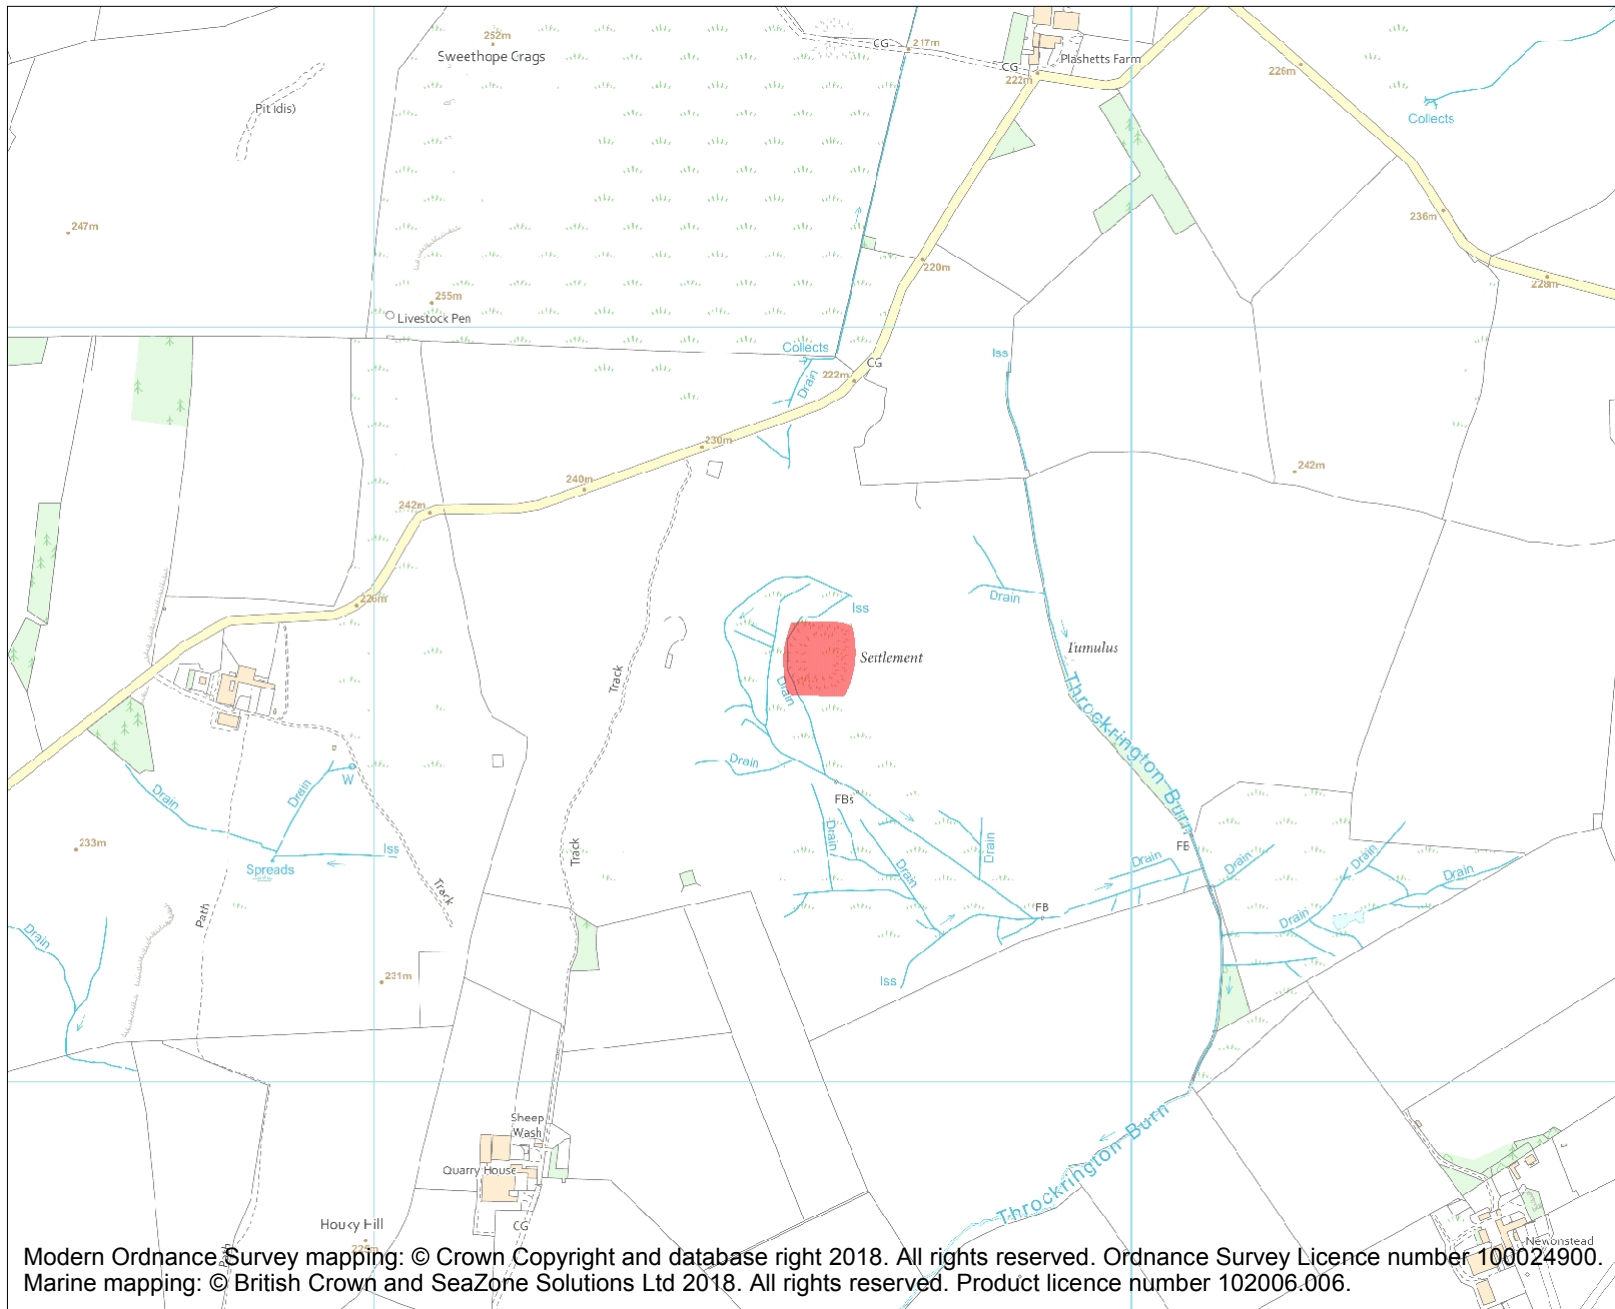 252m
Sweethope Crags
CG
217m
CG
Plashetts Farm
222m
226m
Pit (dis)
Collects
247m
236m
220m
228m
255m
Livestock Pen
Collects
CG
Iss
222m
Drain
230m
242m
240m
242m
Drain
226m
Iss
Tumulus
Settlement
Track
Drain
Throckrington Burn
Drain
W
Drain
Drain
FBs
233m
Drain
Drain
Track
Iss
FB
Drain
Drain
Drain
Spreads
Drain
Drain
Track
Path
FB
Drain
Drain
231m
Iss
Throckrington Burn
Sheep
Wash
Quarry House
CG
Newonstead
Path
Modern Ordnance Survey mapping: © Crown Copyright and database right 2018. All rights reserved. Ordnance Survey Licence number 100024900.
Marine mapping: © British Crown and SeaZone Solutions Ltd 2018. All rights reserved. Product licence number 102006.006.